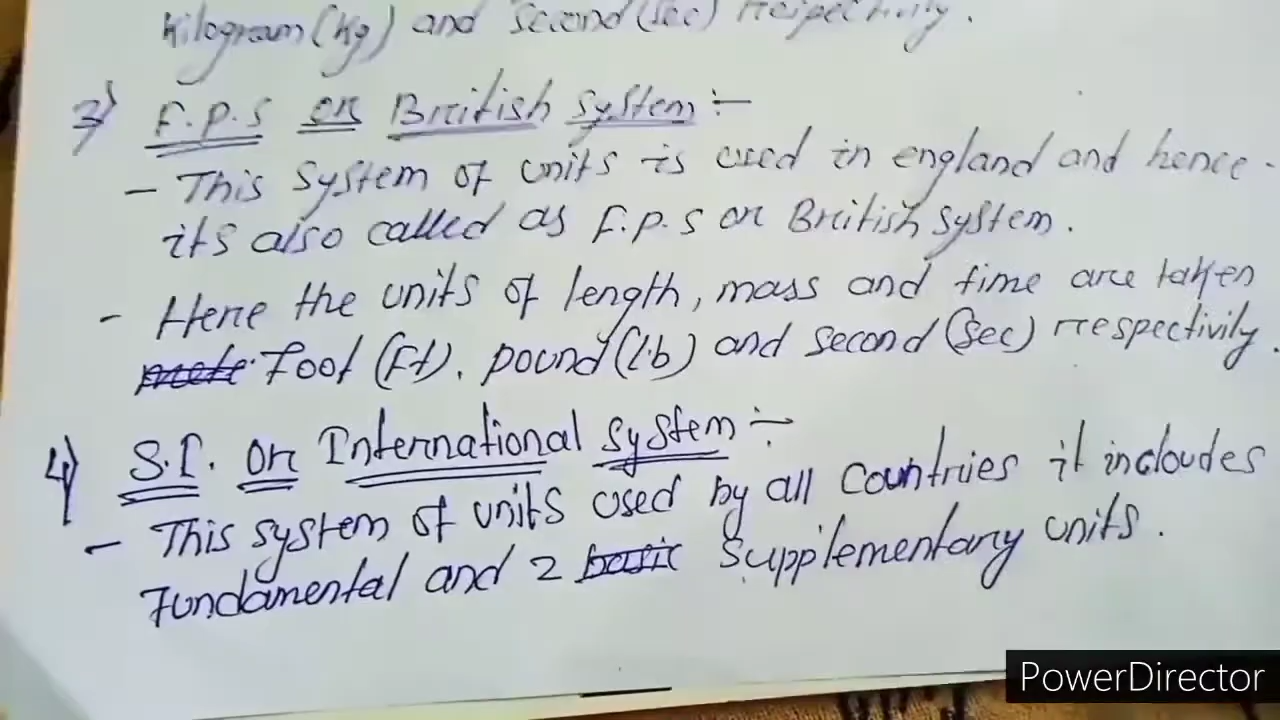 Kilogram (Kg) and second (sec) respectivily.
3) F.P.S or British system :-
- This system of units is used in england and hence -
its also called as F.P.S or British system.
- Here the units of length, mass and time are taken
Foot (Ft), pound (l.b) and second (sec) respectivily.
4) S.I. or International system :-
- This system of units used by all countries it includes
Fundamental and 2 basic supplementary units.
PowerDirector